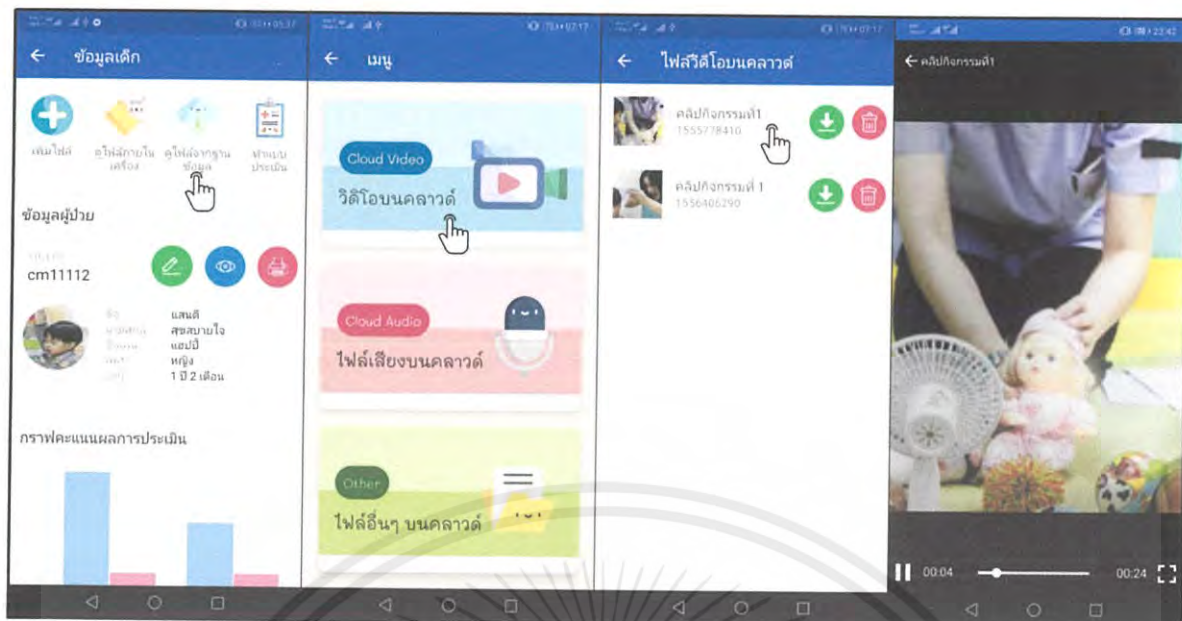 ข้อมูลเด็ก
เพิ่มไฟล์
ดูไฟล์ภายในเครื่อง
ดูไฟล์จากฐานข้อมูล
ทำแบบประเมิน
ข้อมูลผู้ป่วย
cm11112
แสนดี
สุขสบายใจ
แฮปปี้
หญิง
1 ปี 2 เดือน
กราฟคะแนนผลการประเมิน
07:17
เมนู
Cloud Video
วิดิโอบนคลาวด์
Cloud Audio
ไฟล์เสียงบนคลาวด์
Other
ไฟล์อื่นๆ บนคลาวด์
07:17
ไฟล์วีดีโอบนคลาวด์
คลิปกิจกรรมที่1
1555778410
คลิปกิจกรรมที่ 1
1556406290
คลิปกิจกรรมที่1
00:04
00:24